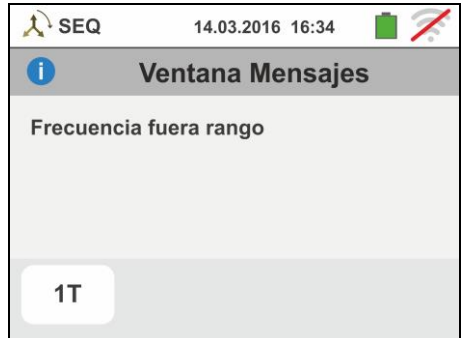 SEQ 14.03.2016 16:34
i Ventana Mensajes
Frecuencia fuera rango
1T